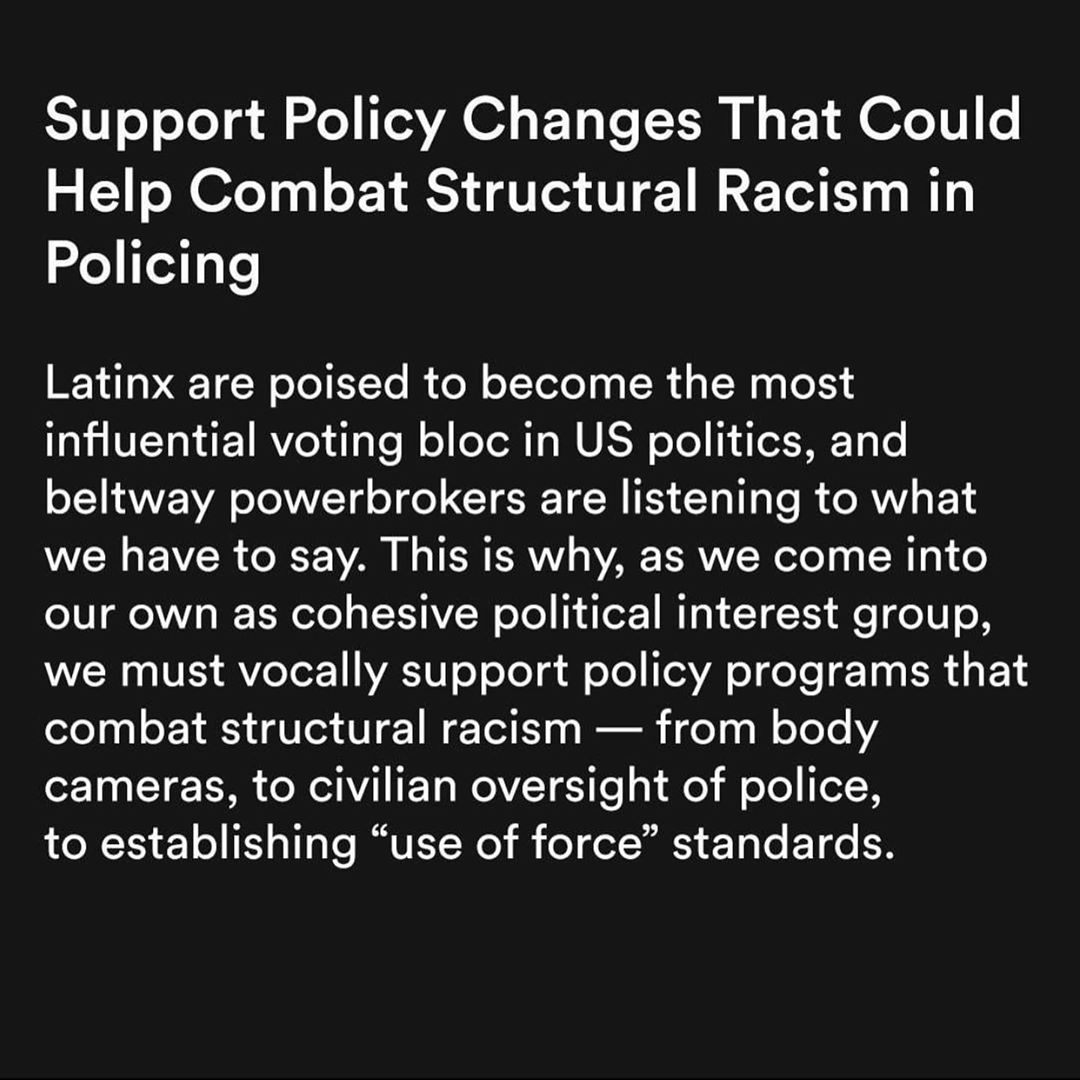 Support Policy Changes That Could
Help Combat Structural Racism in
Policing
Latinx are poised to become the most
influential voting bloc in US politics, and
beltway powerbrokers are listening to what
we have to say. This is why, as we come into
our own as cohesive political interest group,
we must vocally support policy programs that
combat structural racism — from body
cameras, to civilian oversight of police,
to establishing “use of force” standards.